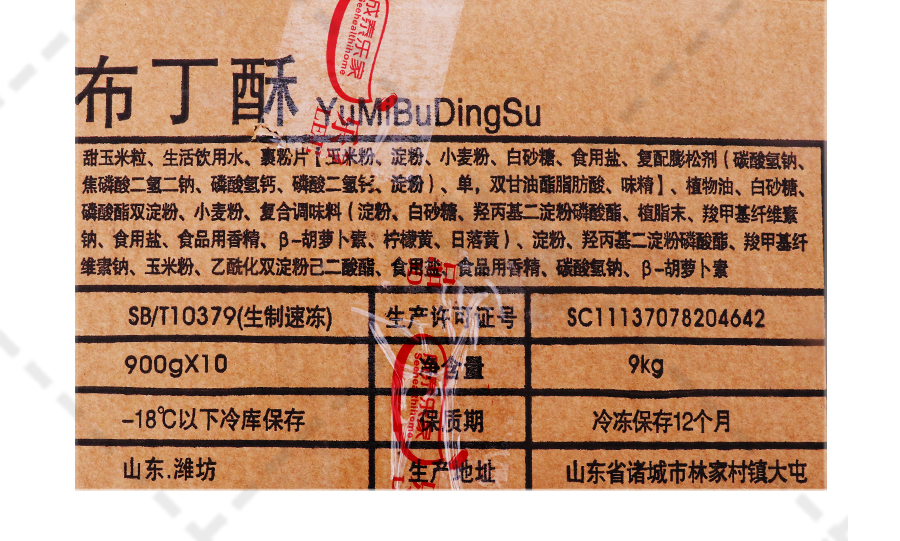 布丁酥 YuMiBuDingSu
甜玉米粒、生活饮用水、裹粉片【玉米粉、淀粉、小麦粉、白砂糖、食用盐、复配膨松剂(碳酸氢钠、
焦磷酸二氢二钠、磷酸氢钙、磷酸二氢钙、淀粉)、单,双甘油酯脂肪酸、味精】、植物油、白砂糖、
磷酸酯双淀粉、小麦粉、复合调味料(淀粉、白砂糖、羟丙基二淀粉磷酸酯、植脂末、羧甲基纤维素
钠、食用盐、食品用香精、β-胡萝卜素、柠檬黄、日落黄)、淀粉、羟丙基二淀粉磷酸酯、羧甲基纤
维素钠、玉米粉、乙酰化双淀粉己二酸酯、食用盐、食品用香精、碳酸氢钠、β-胡萝卜素
SB/T10379(生制速冻) 生产许可证号 SC11137078204642
900gX10 净含量 9kg
-18℃以下冷库保存 保质期 冷冻保存12个月
山东.潍坊 生产地址 山东省诸城市林家村镇大屯
Seehealthihome
Seehealthihome